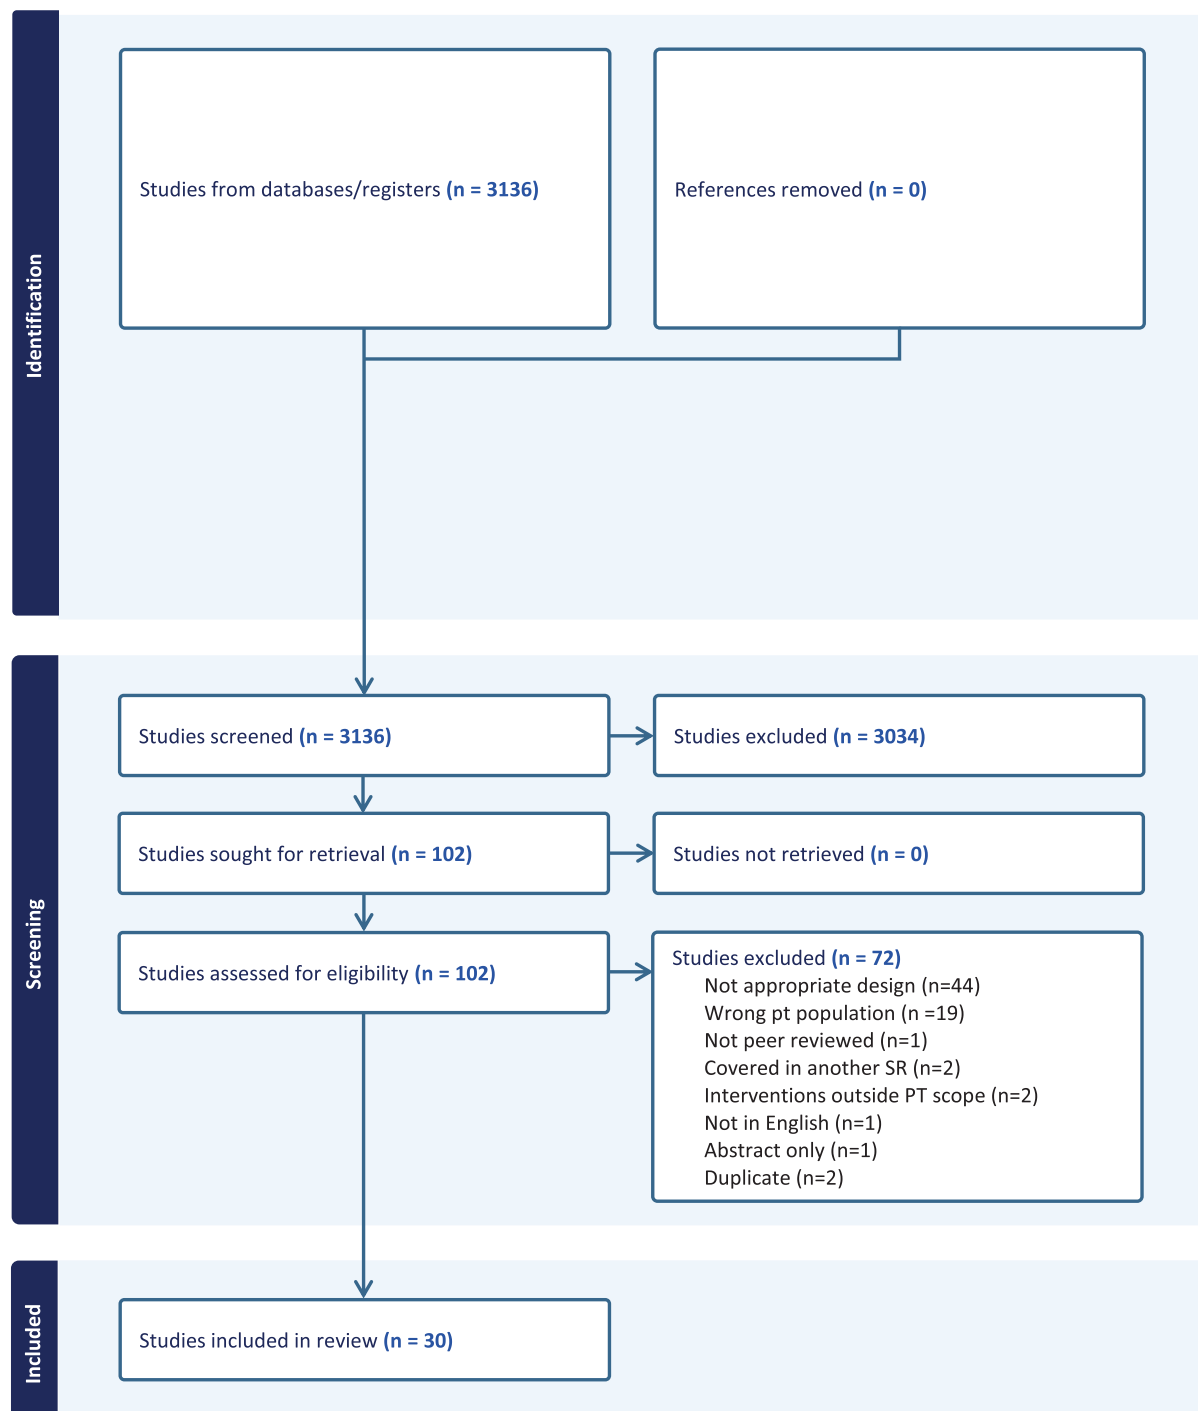 Identification
Studies from databases/registers (n = 3136)
References removed (n = 0)
Screening
Studies screened (n = 3136)
Studies excluded (n = 3034)
Studies sought for retrieval (n = 102)
Studies not retrieved (n = 0)
Studies assessed for eligibility (n = 102)
Studies excluded (n = 72)
Not appropriate design (n=44)
Wrong pt population (n =19)
Not peer reviewed (n=1)
Covered in another SR (n=2)
Interventions outside PT scope (n=2)
Not in English (n=1)
Abstract only (n=1)
Duplicate (n=2)
Included
Studies included in review (n = 30)